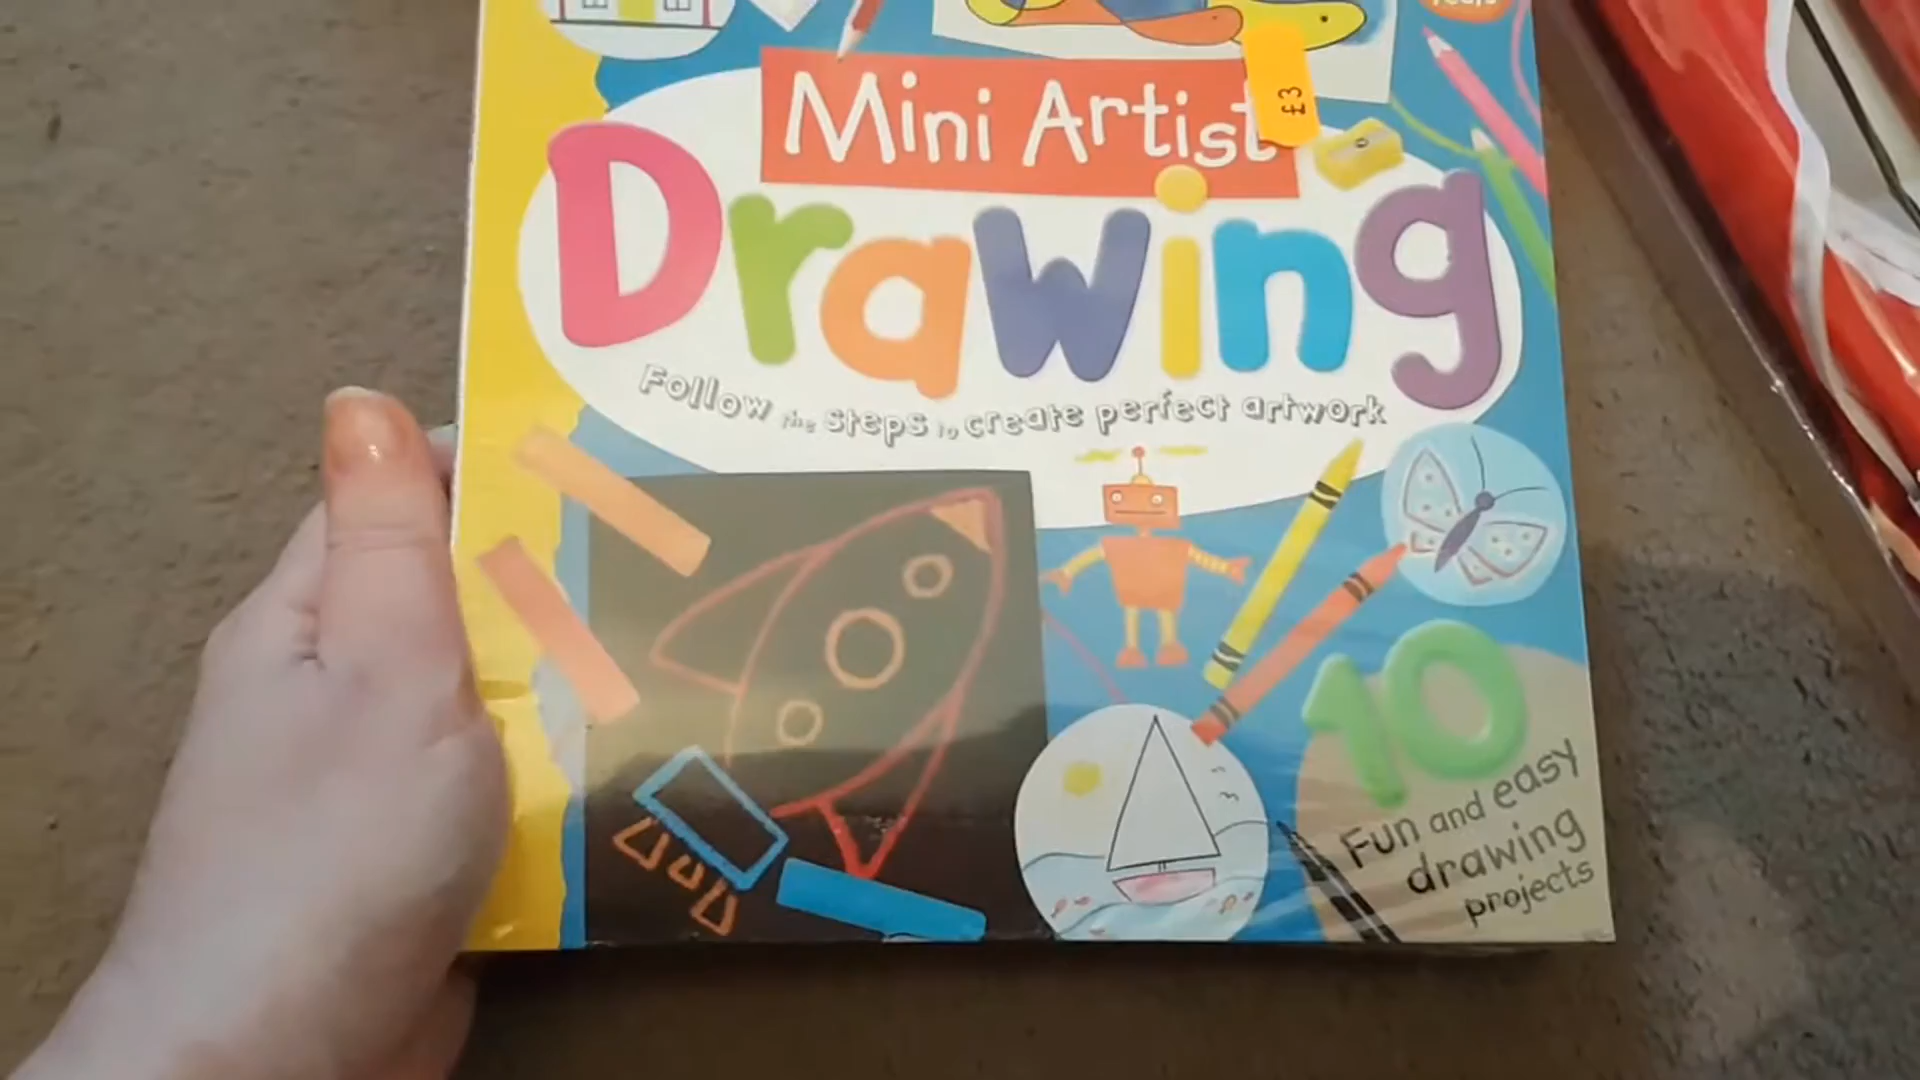 Mini Artist
£3
Drawing
Follow the steps to create perfect artwork
10
Fun and easy
drawing
projects